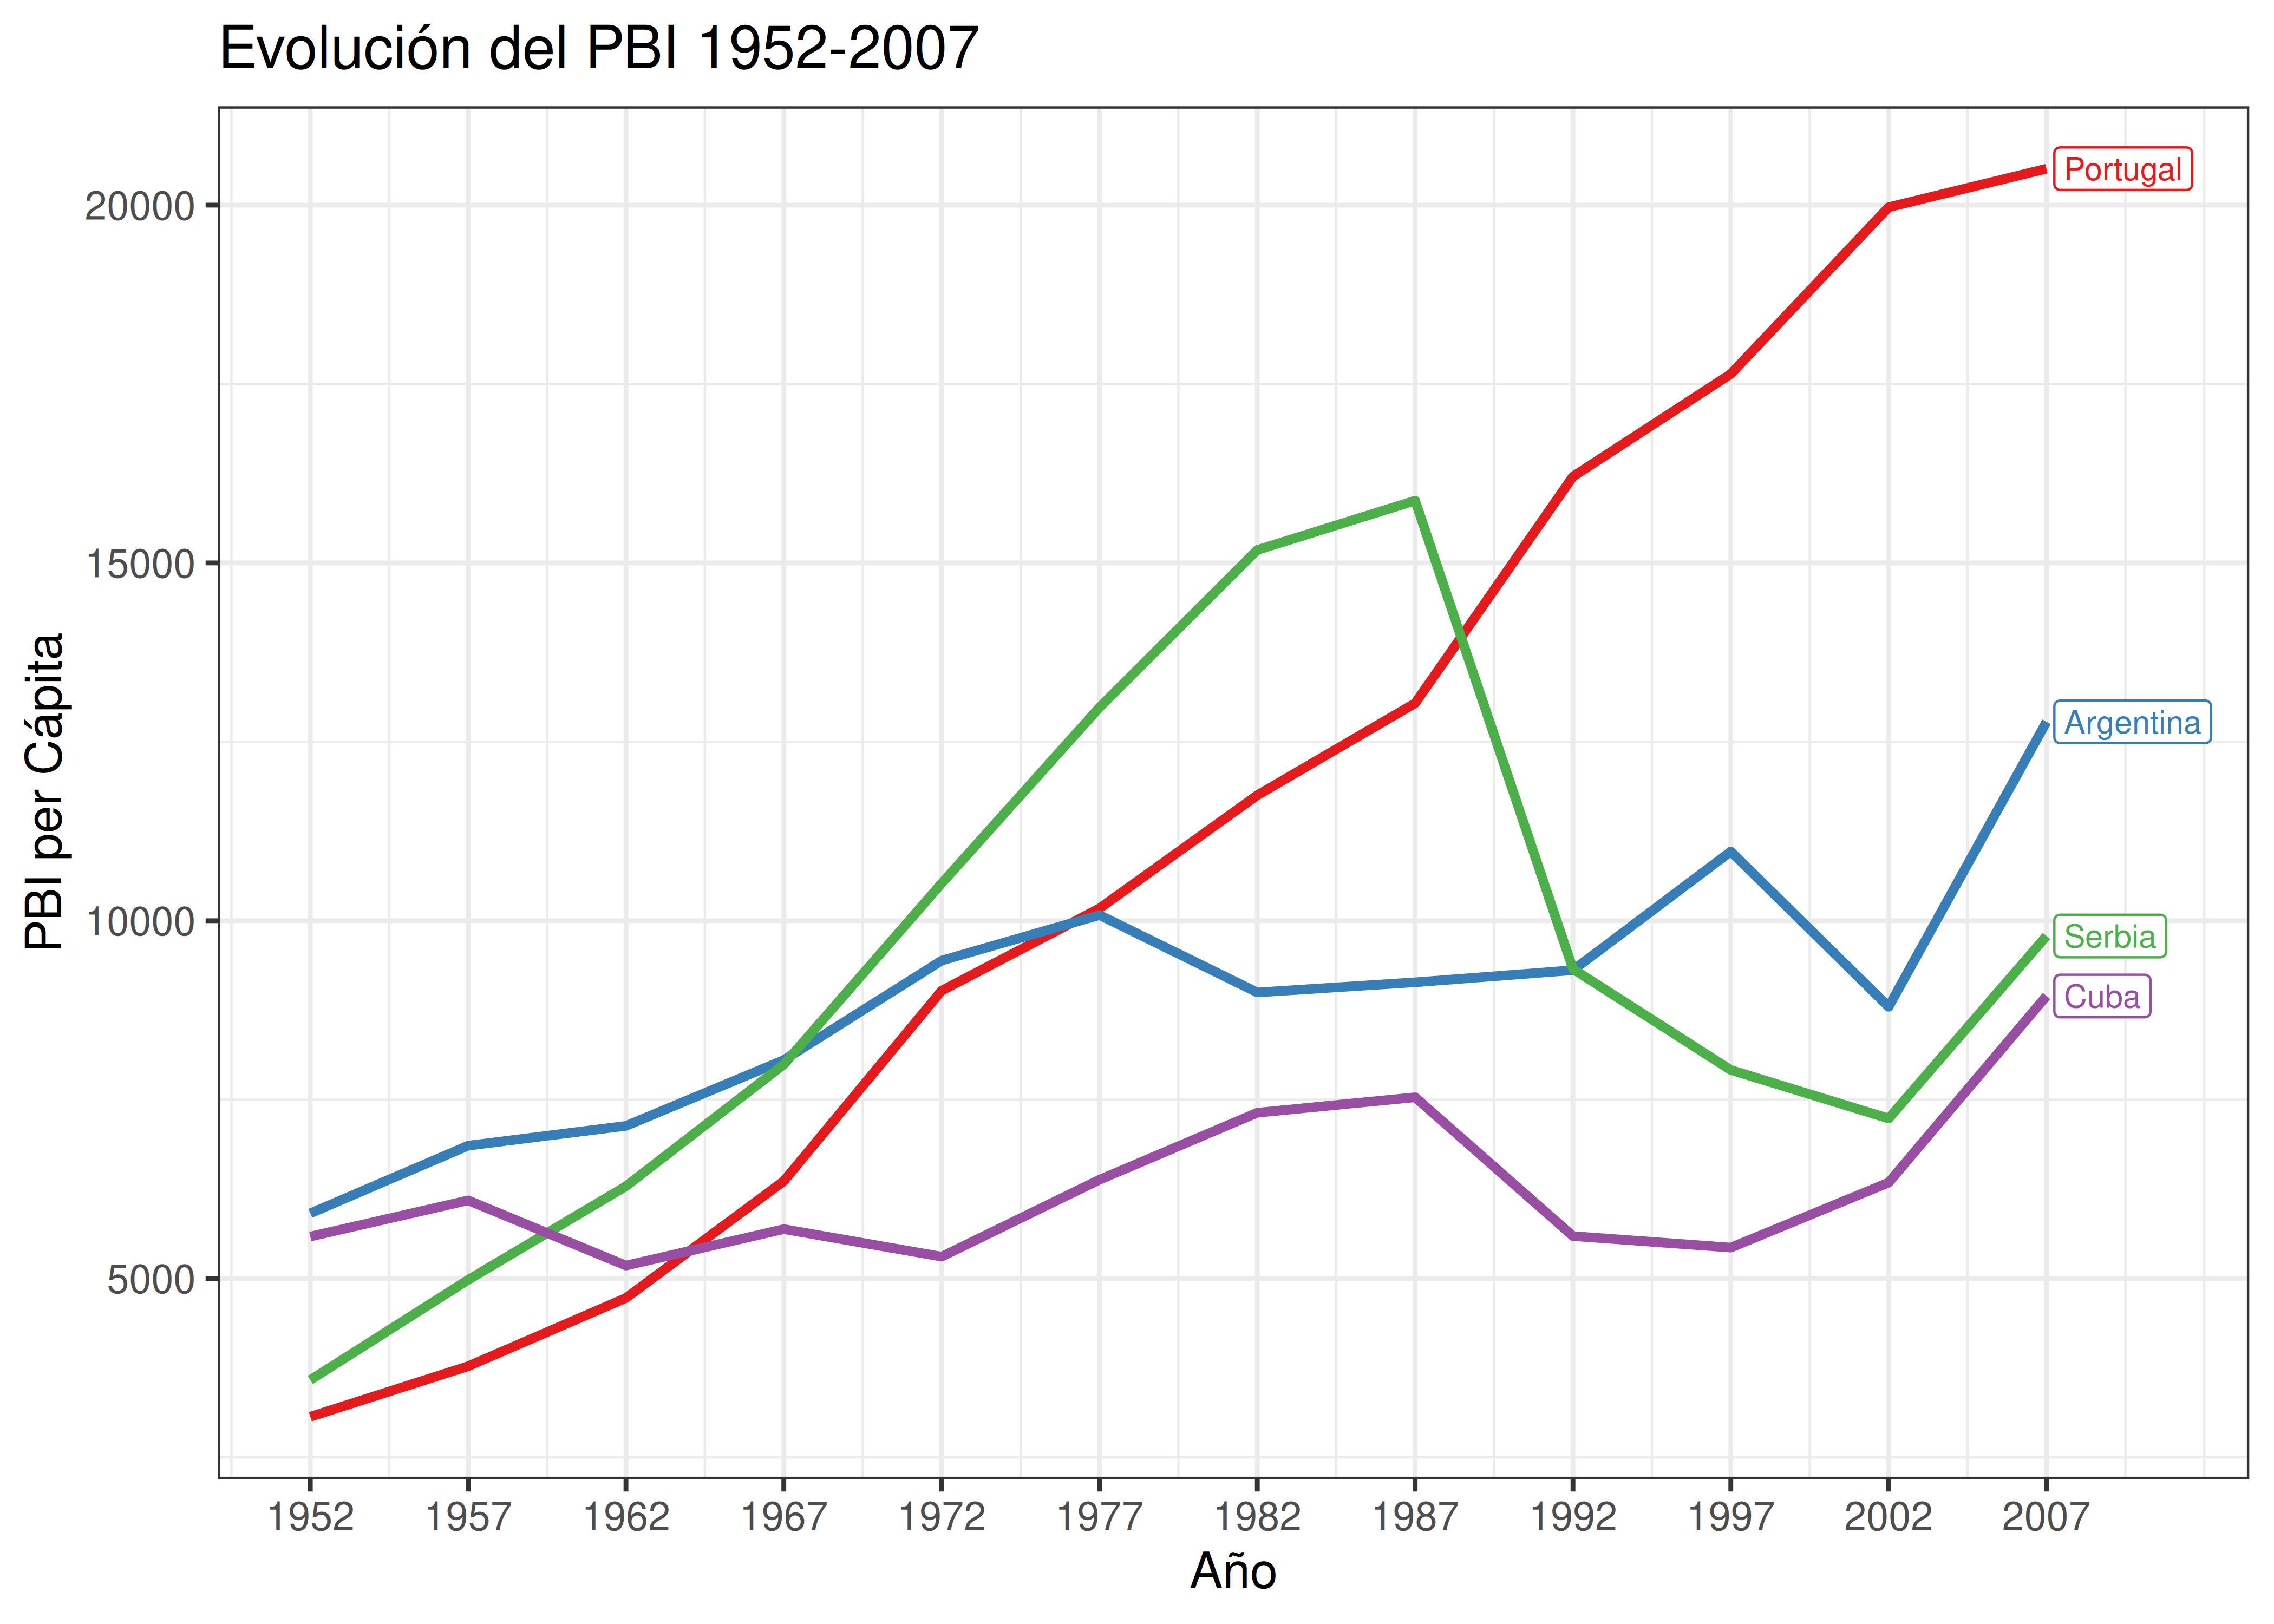 Evolución del PBI 1952-2007
PBI per Cápita
20000
15000
10000
5000
Portugal
Argentina
Serbia
Cuba
1952 1957 1962 1967 1972 1977 1982 1987 1992 1997 2002 2007
Año